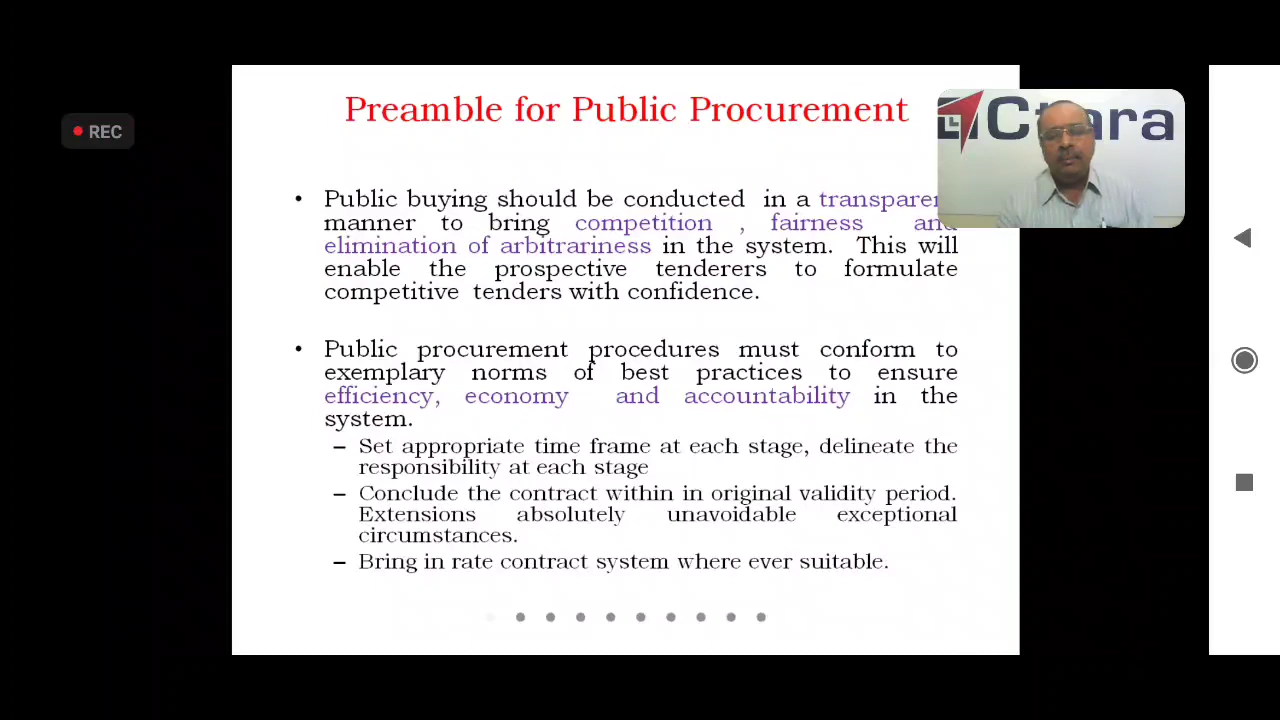 REC
Preamble for Public Procurement
• Public buying should be conducted in a
manner to bring competition , fairness
elimination of arbitrariness in the system. This will
enable the prospective tenderers to formulate
competitive tenders with confidence.
• Public procurement procedures must conform to
exemplary norms of best practices to ensure
efficiency, economy and accountability in the
system.
– Set appropriate time frame at each stage, delineate the
responsibility at each stage
– Conclude the contract within in original validity period.
Extensions absolutely unavoidable exceptional
circumstances.
– Bring in rate contract system where ever suitable.